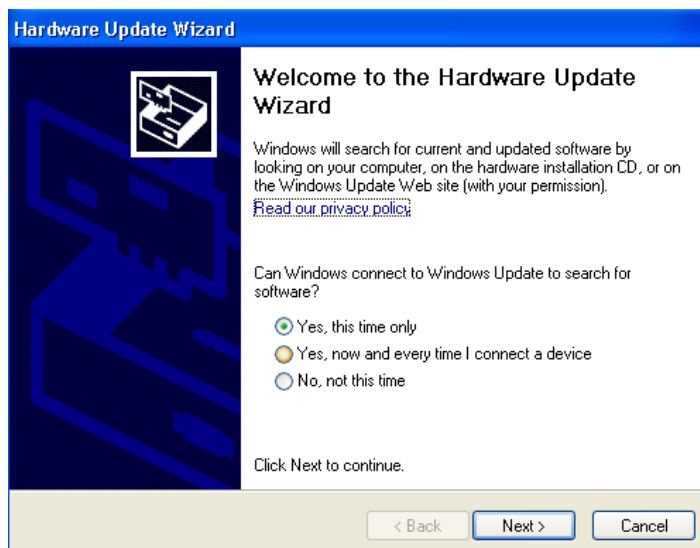 Hardware Update Wizard
Welcome to the Hardware Update
Wizard
Windows will search for current and updated software by
looking on your computer, on the hardware installation CD, or on
the Windows Update Web site (with your permission).
Read our privacy policy
Can Windows connect to Windows Update to search for
software?
Yes, this time only
Yes, now and every time I connect a device
No, not this time
Click Next to continue.
< Back Next > Cancel